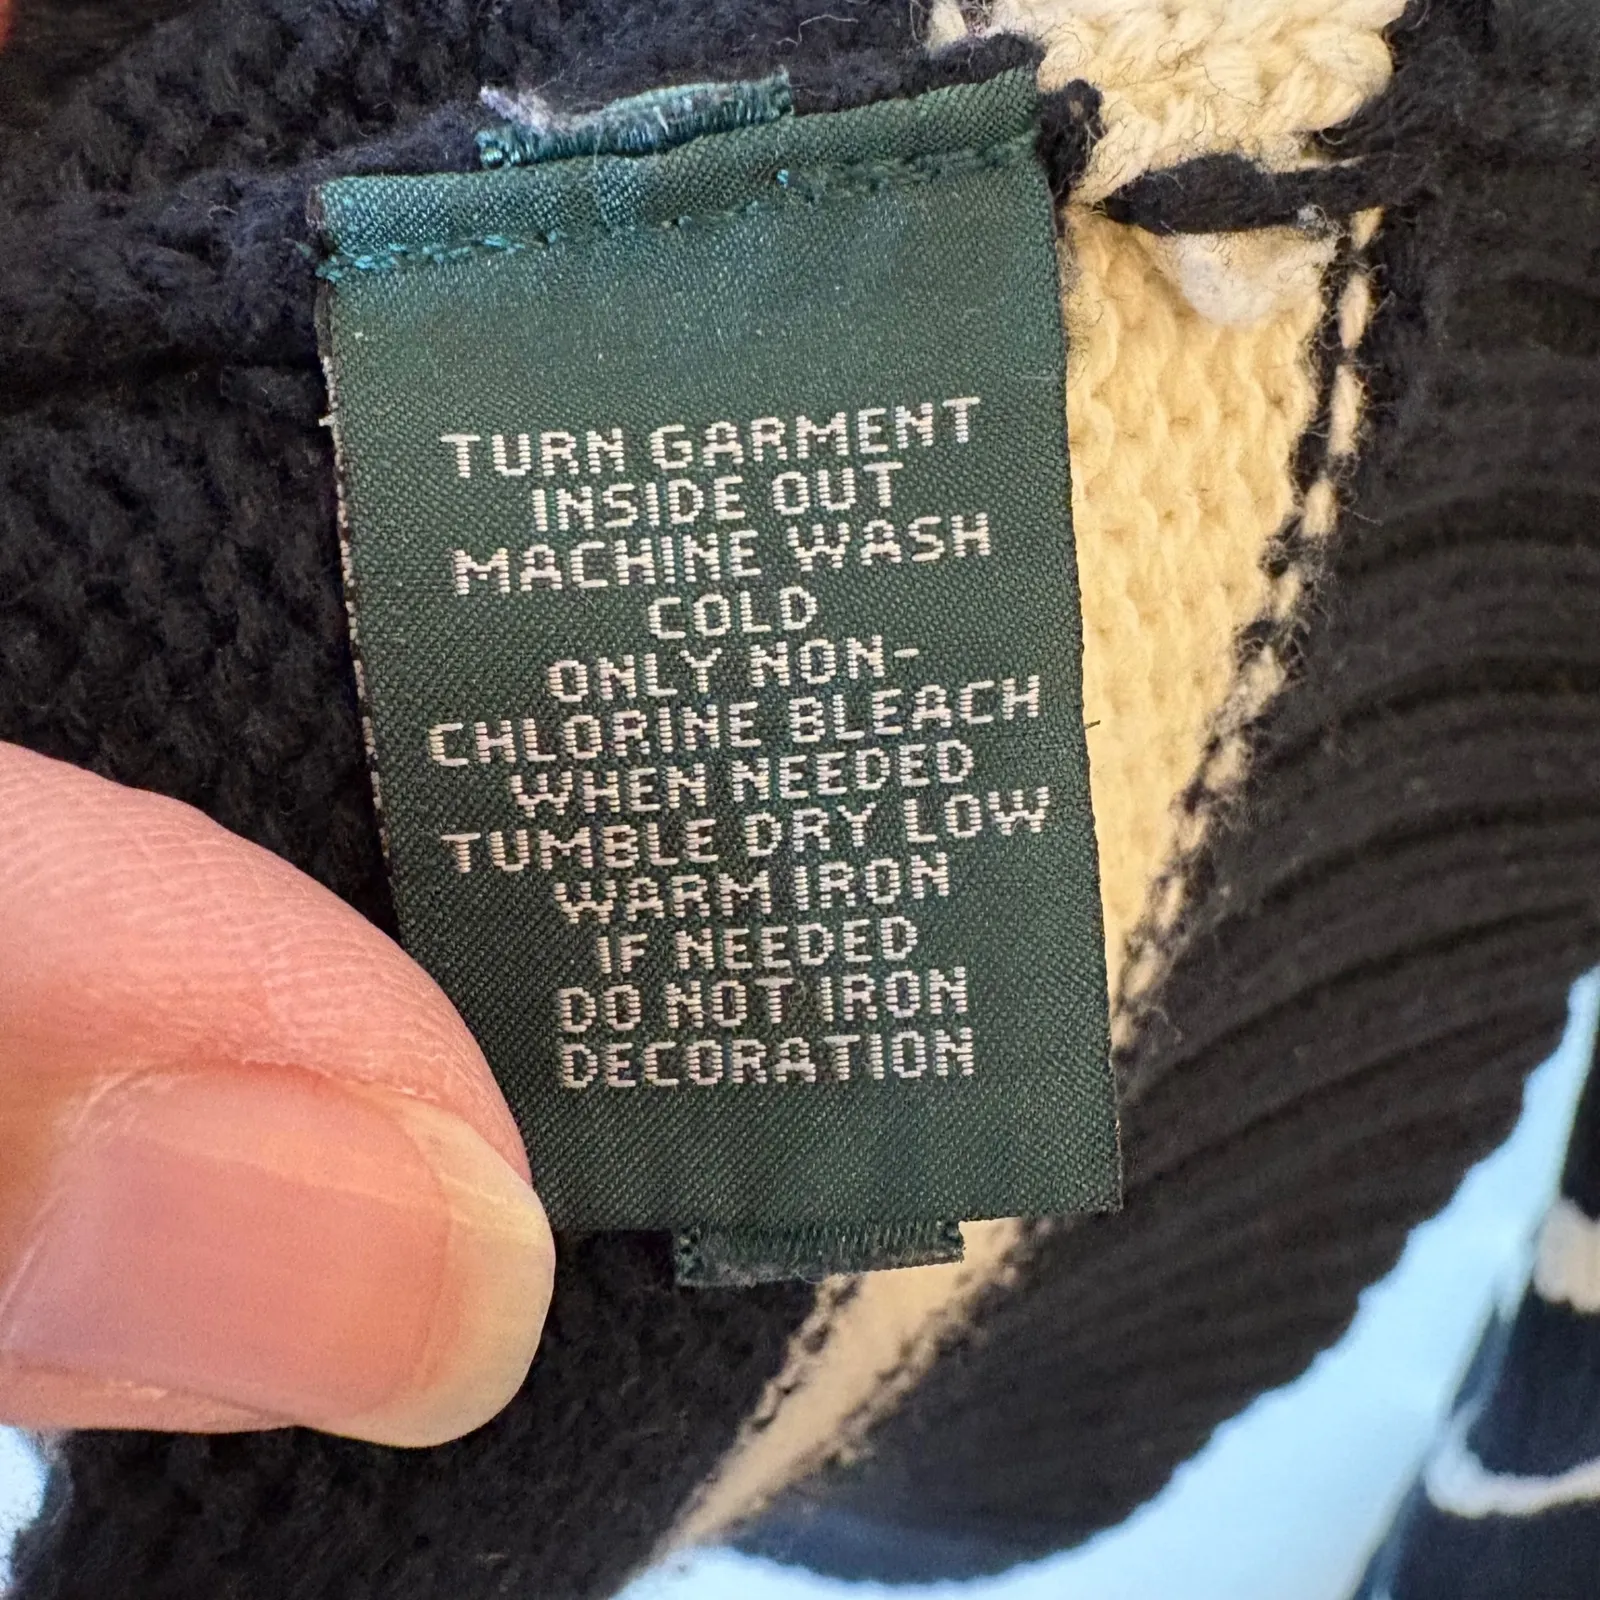 TURN GARMENT
INSIDE OUT
MACHINE WASH
COLD
ONLY NON-
CHLORINE BLEACH
WHEN NEEDED
TUMBLE DRY LOW
WARM IRON
IF NEEDED
DO NOT IRON
DECORATION